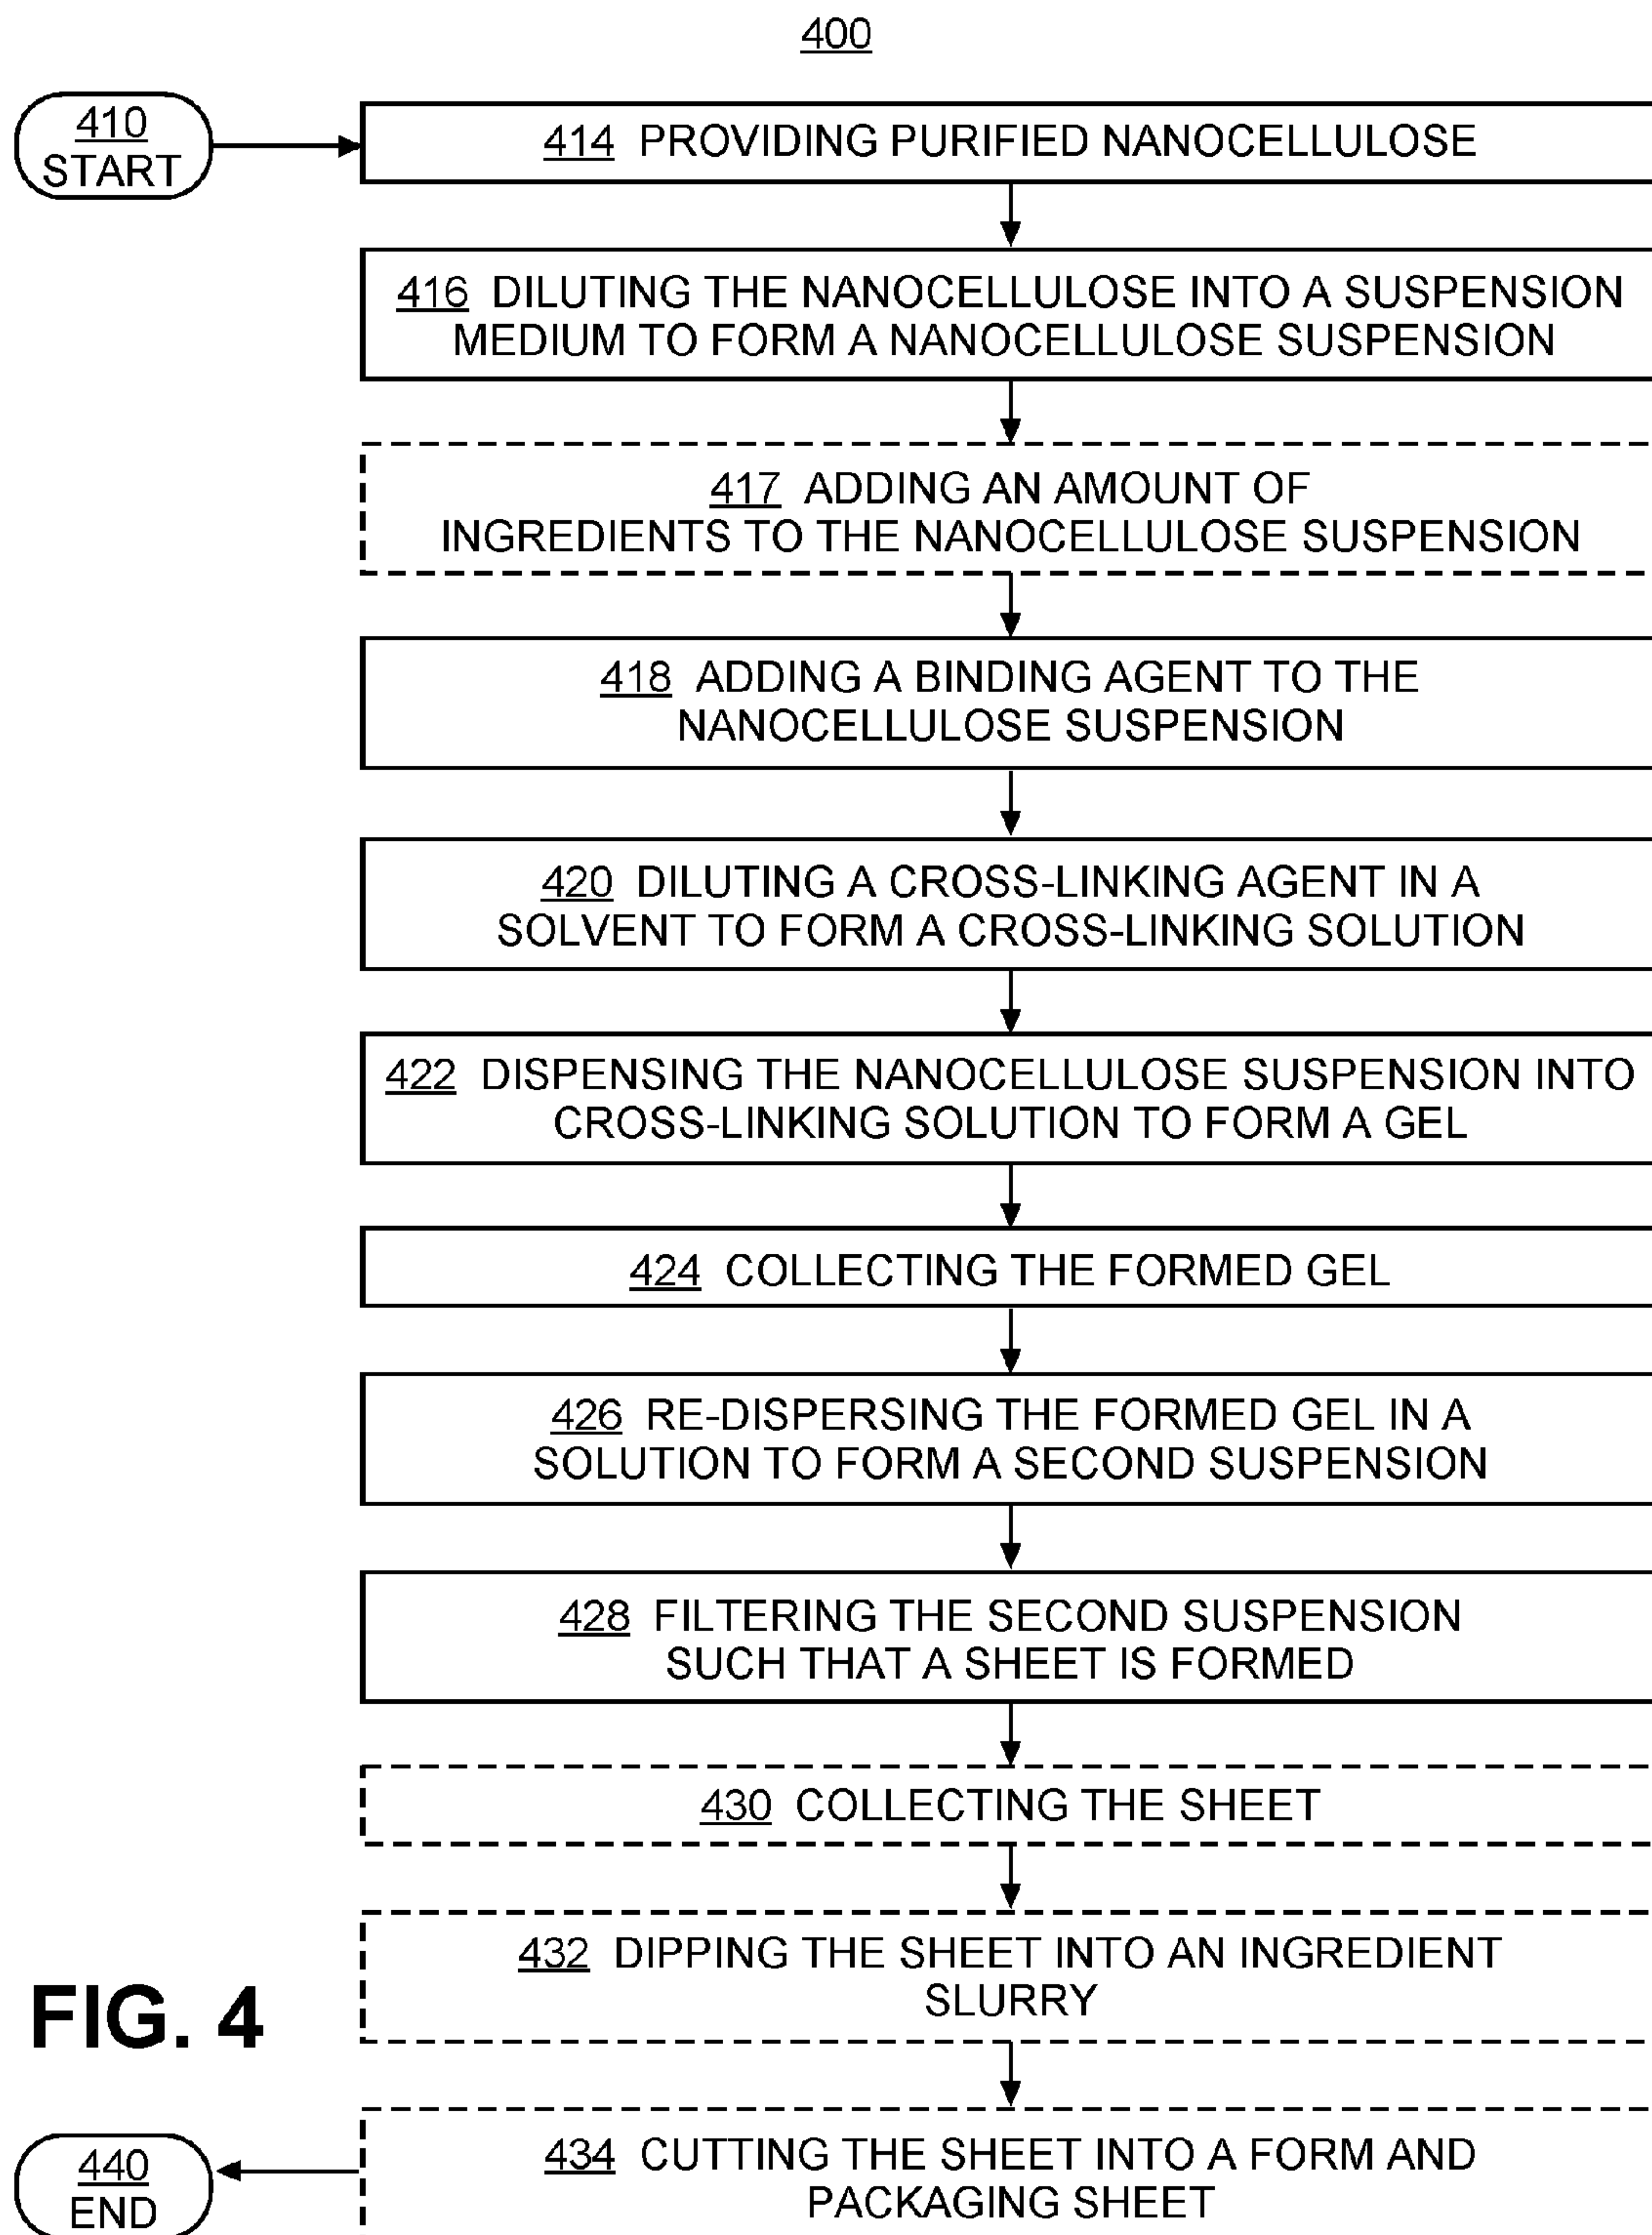 400
410
START
414 PROVIDING PURIFIED NANOCELLULOSE
416 DILUTING THE NANOCELLULOSE INTO A SUSPENSION
MEDIUM TO FORM A NANOCELLULOSE SUSPENSION
417 ADDING AN AMOUNT OF
INGREDIENTS TO THE NANOCELLULOSE SUSPENSION
418 ADDING A BINDING AGENT TO THE
NANOCELLULOSE SUSPENSION
420 DILUTING A CROSS-LINKING AGENT IN A
SOLVENT TO FORM A CROSS-LINKING SOLUTION
422 DISPENSING THE NANOCELLULOSE SUSPENSION INTO
CROSS-LINKING SOLUTION TO FORM A GEL
424 COLLECTING THE FORMED GEL
426 RE-DISPERSING THE FORMED GEL IN A
SOLUTION TO FORM A SECOND SUSPENSION
428 FILTERING THE SECOND SUSPENSION
SUCH THAT A SHEET IS FORMED
430 COLLECTING THE SHEET
432 DIPPING THE SHEET INTO AN INGREDIENT
SLURRY
434 CUTTING THE SHEET INTO A FORM AND
PACKAGING SHEET
440
END
FIG. 4